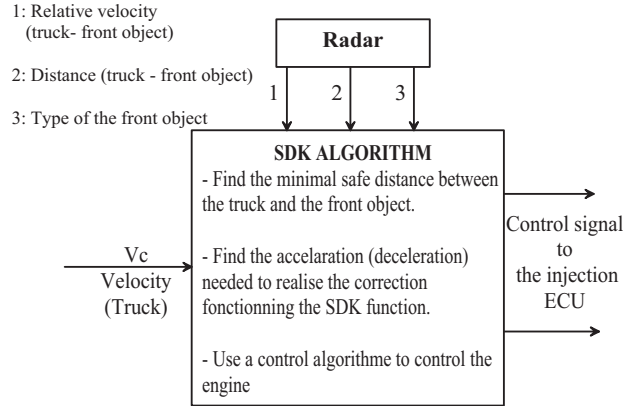 1: Relative velocity
(truck- front object)
2: Distance (truck - front object)
3: Type of the front object
Radar
1 2 3
SDK ALGORITHM
- Find the minimal safe distance between
the truck and the front object.
- Find the accelaration (deceleration)
needed to realise the correction
fonctionning the SDK function.
- Use a control algorithme to control the
engine
Vc
Velocity
(Truck)
Control signal
to
the injection
ECU